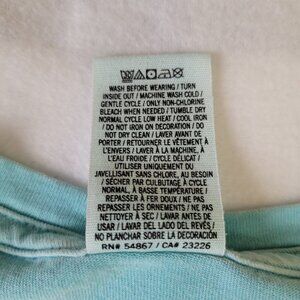 WASH BEFORE WEARING / TURN
INSIDE OUT / MACHINE WASH COLD /
GENTLE CYCLE / ONLY NON-CHLORINE
BLEACH WHEN NEEDED / TUMBLE DRY
NORMAL CYCLE LOW HEAT / COOL IRON
/ DO NOT IRON ON DECORATION / DO
NOT DRY CLEAN / LAVER AVANT DE
PORTER / RETOURNER LE VÊTEMENT À
L'ENVERS / LAVER À LA MACHINE, À
L'EAU FROIDE / CYCLE DÉLICAT /
UTILISER UNIQUEMENT DU
JAVELLISANT SANS CHLORE, AU BESOIN
/ SÉCHER PAR CULBUTAGE À CYCLE
NORMAL, À BASSE TEMPÉRATURE /
REPASSER À FER DOUX / NE PAS
REPASSER LES ORNEMENTS / NE PAS
NETTOYER À SEC / LAVAR ANTES DE
USAR / LAVAR DEL LADO DEL REVÉS /
NO PLANCHAR SOBRE LA DECORACIÓN
RN# 54867 / CA# 23226